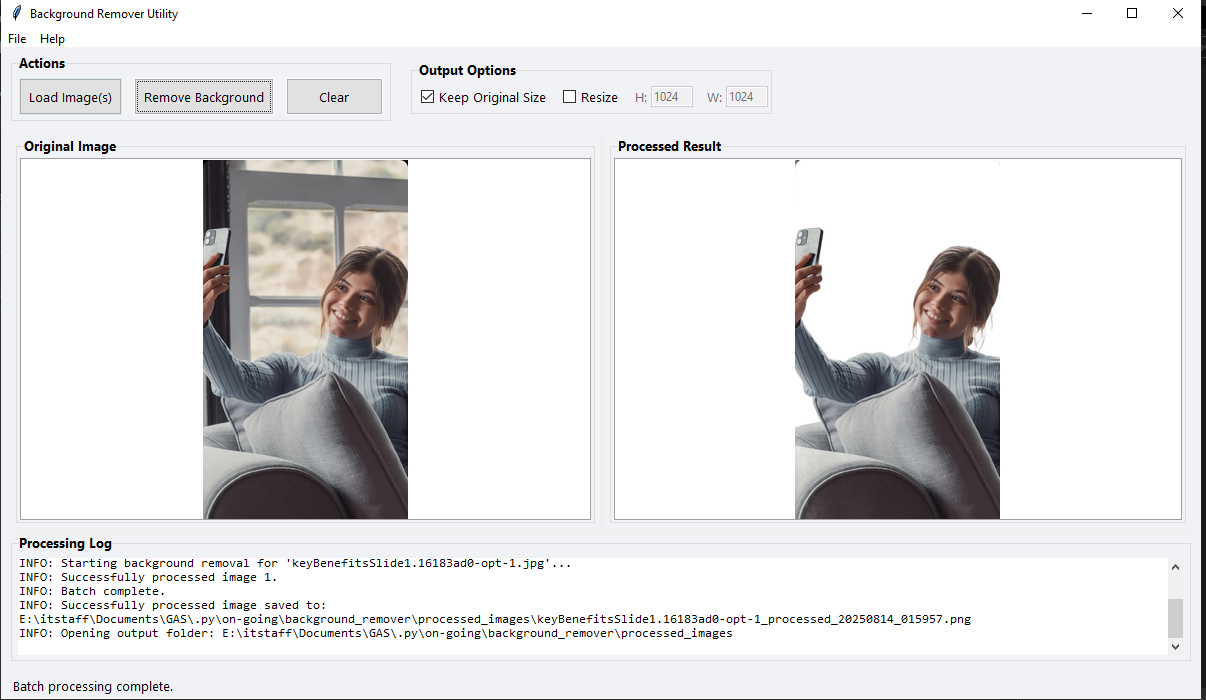 Background Remover Utility
File Help
Actions
Load Image(s) Remove Background Clear
Output Options
Keep Original Size Resize H: 1024 W: 1024
Original Image
Processed Result
Processing Log
INFO: Starting background removal for 'keyBenefitsSlide1.16183ad0-opt-1.jpg'...
INFO: Successfully processed image 1.
INFO: Batch complete.
INFO: Successfully processed image saved to:
E:\itstaff\Documents\GAS\.py\on-going\background_remover\processed_images\keyBenefitsSlide1.16183ad0-opt-1_processed_20250814_015957.png
INFO: Opening output folder: E:\itstaff\Documents\GAS\.py\on-going\background_remover\processed_images
Batch processing complete.